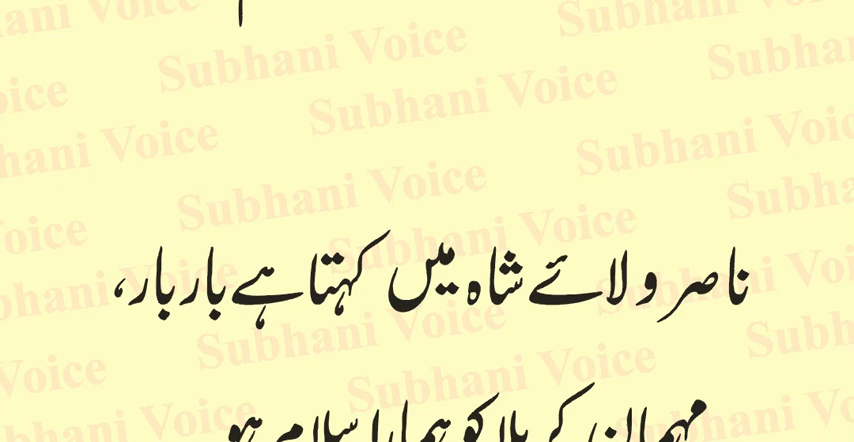 Subhani Voice
ناصر ولائے شاہ میں کہتا ہے بار بار،
مہمانِ کربلا کو ہمارا سلام ہو